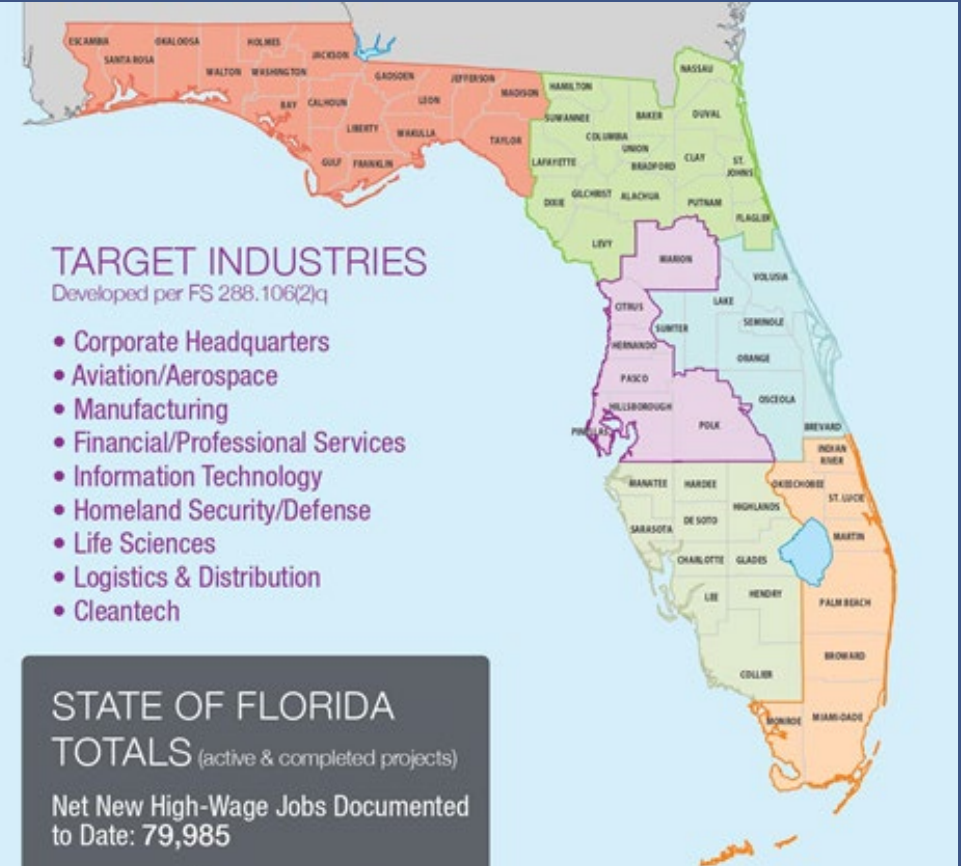 ESCAMBIA
OKALOOSA
HOLMES
SANTA ROSA
JACKSON
WALTON
WASHINGTON
GADSDEN
JEFFERSON
MADISON
BAY
CALHOUN
LEON
LIBERTY
WAKULLA
TAYLOR
GULF
FRANKLIN
HAMILTON
NASSAU
SUWANNEE
BAKER
DUVAL
COLUMBIA
UNION
LAFAYETTE
BRADFORD
CLAY
ST.
JOHNS
DIXIE
GILCHRIST
ALACHUA
PUTNAM
FLAGLER
LEVY
MARION
VOLUSIA
CITRUS
LAKE
SUMTER
SEMINOLE
HERNANDO
ORANGE
PASCO
OSCEOLA
HILLSBOROUGH
PINELLAS
POLK
BREVARD
INDIAN
RIVER
MANATEE
HARDEE
OKEECHOBEE
ST. LUCIE
HIGHLANDS
SARASOTA
DE SOTO
MARTIN
CHARLOTTE
GLADES
LEE
HENDRY
PALM BEACH
BROWARD
COLLIER
MONROE
MIAMI-DADE
TARGET INDUSTRIES
Developed per FS 288.106(2)q
• Corporate Headquarters
• Aviation/Aerospace
• Manufacturing
• Financial/Professional Services
• Information Technology
• Homeland Security/Defense
• Life Sciences
• Logistics & Distribution
• Cleantech
STATE OF FLORIDA
TOTALS (active & completed projects)
Net New High-Wage Jobs Documented
to Date: 79,985